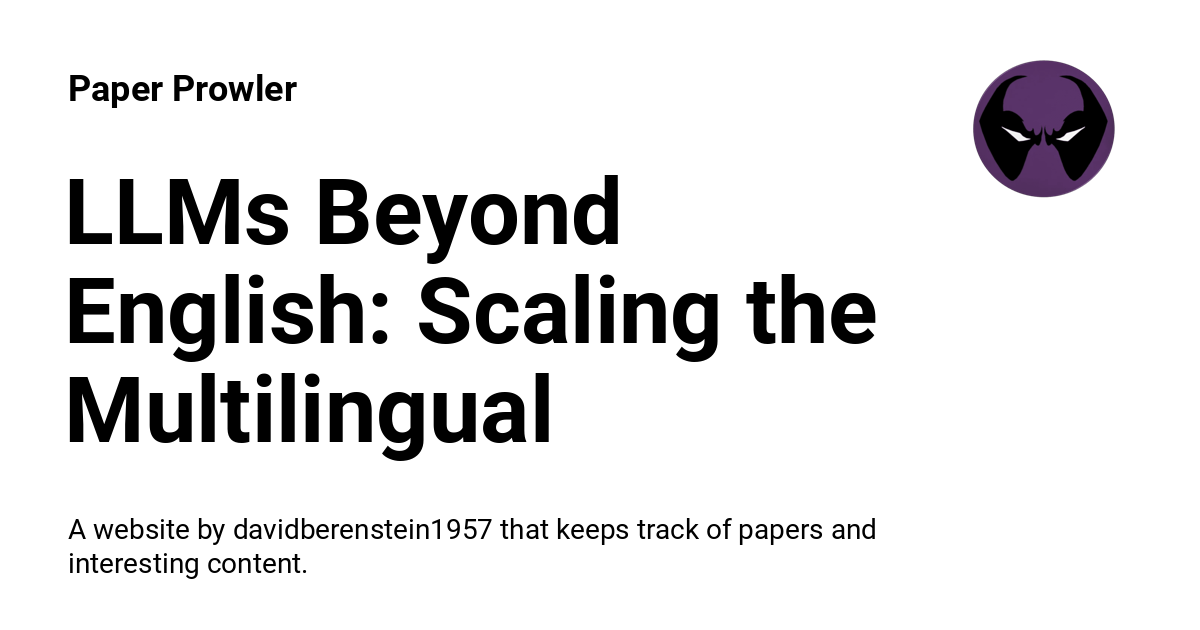 Paper Prowler
LLMs Beyond
English: Scaling the
Multilingual
A website by davidberenstein1957 that keeps track of papers and
interesting content.